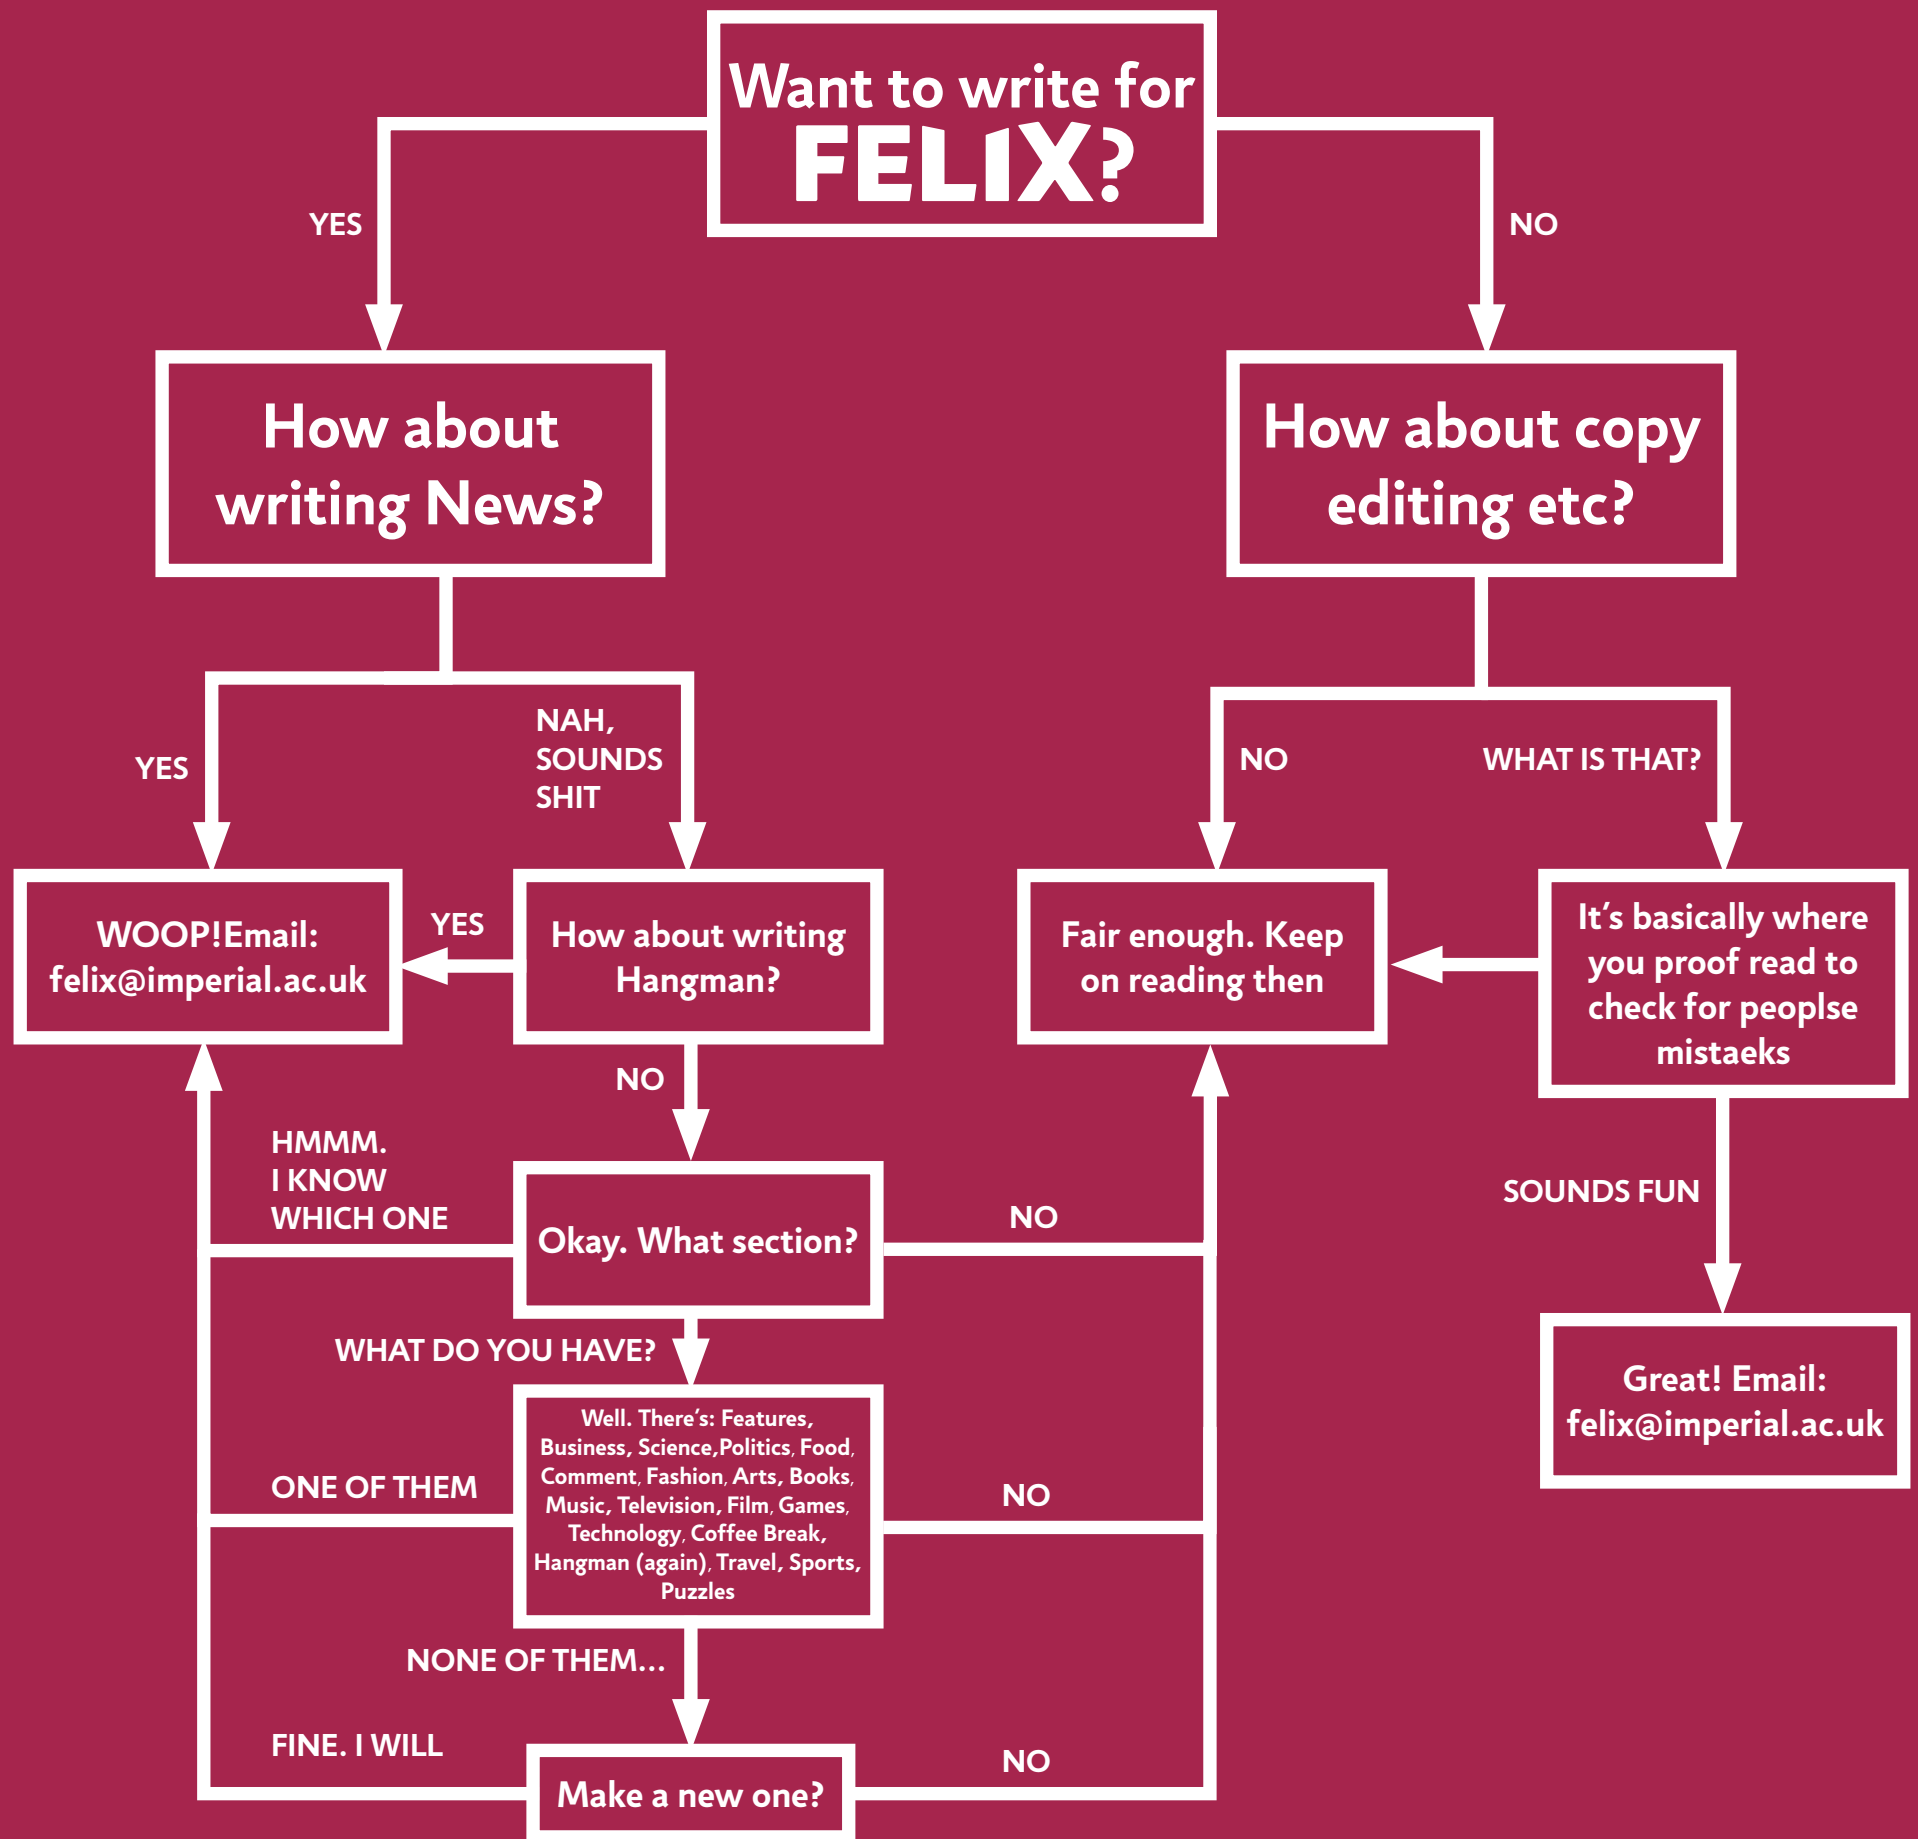 Want to write for
FELIX?
YES
NO
How about
writing News?
How about copy
editing etc?
YES
NAH,
SOUNDS
SHIT
NO
WHAT IS THAT?
WOOP!Email:
felix@imperial.ac.uk
YES
How about writing
Hangman?
Fair enough. Keep
on reading then
It's basically where
you proof read to
check for peoplse
mistaeks
NO
HMMM.
I KNOW
WHICH ONE
Okay. What section?
NO
SOUNDS FUN
WHAT DO YOU HAVE?
Great! Email:
felix@imperial.ac.uk
Well. There's: Features,
Business, Science,Politics, Food,
Comment, Fashion, Arts, Books,
Music, Television, Film, Games,
Technology, Coffee Break,
Hangman (again), Travel, Sports,
Puzzles
ONE OF THEM
NO
NONE OF THEM...
FINE. I WILL
NO
Make a new one?